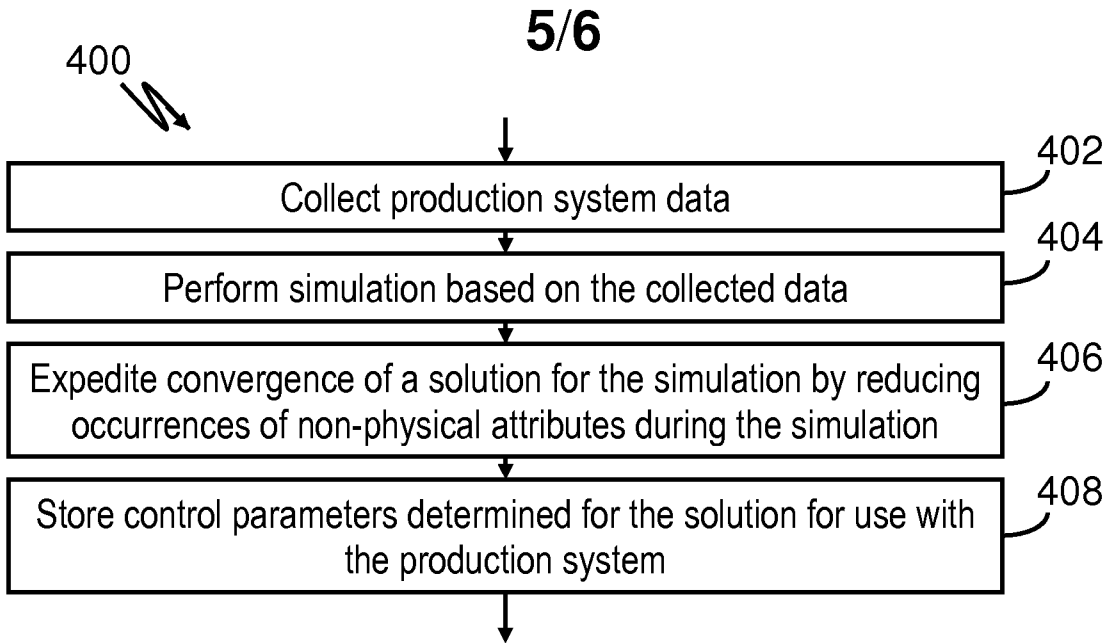 5/6
400
402
Collect production system data
404
Perform simulation based on the collected data
406
Expedite convergence of a solution for the simulation by reducing
occurrences of non-physical attributes during the simulation
408
Store control parameters determined for the solution for use with
the production system